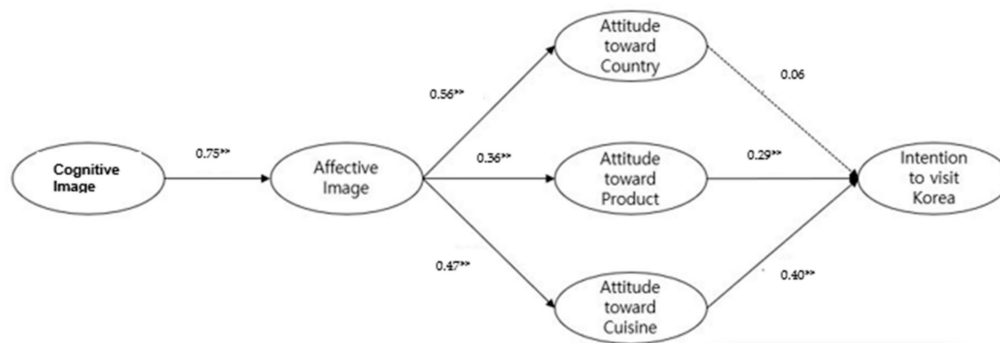 Attitude
toward
Country
0.56**
0.06
Cognitive
Image
0.75**
Affective
Image
0.36**
Attitude
toward
Product
0.29**
Intention
to visit
Korea
0.47**
0.40**
Attitude
toward
Cuisine